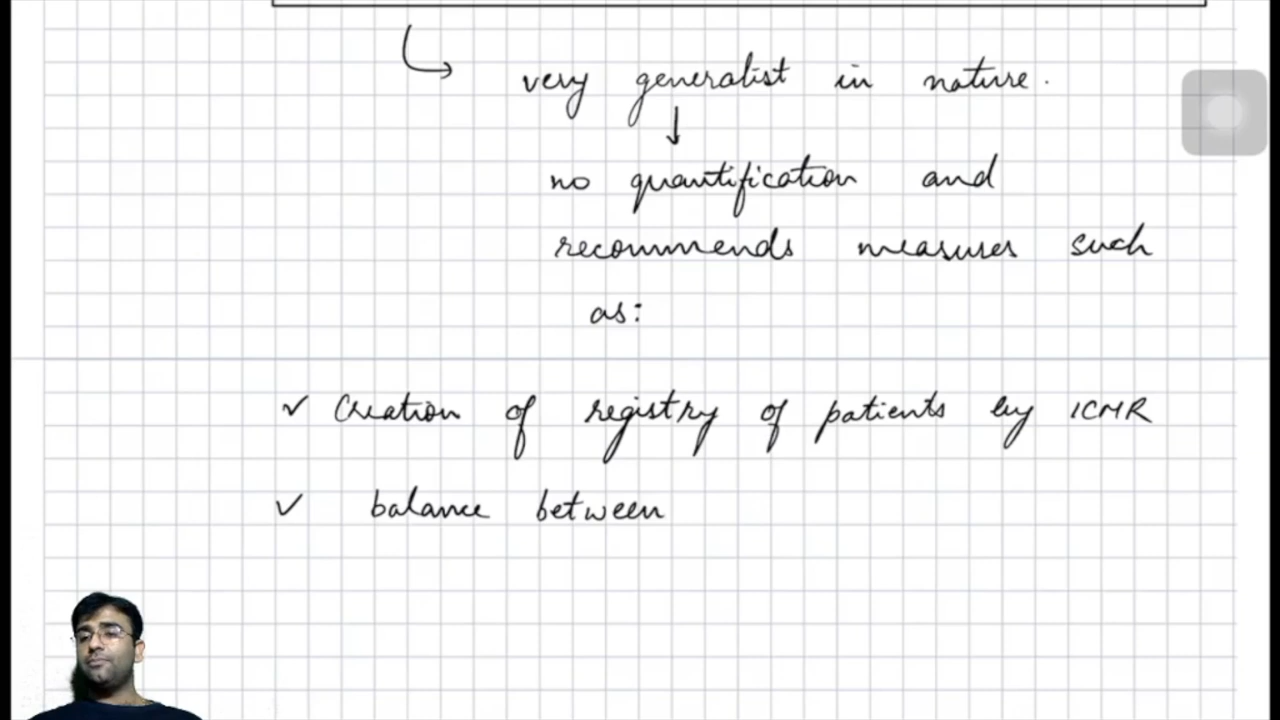 very generalist in nature.
no quantification and
recommends measures such
as:
✓ Creation of registry of patients by ICMR
✓ balance between